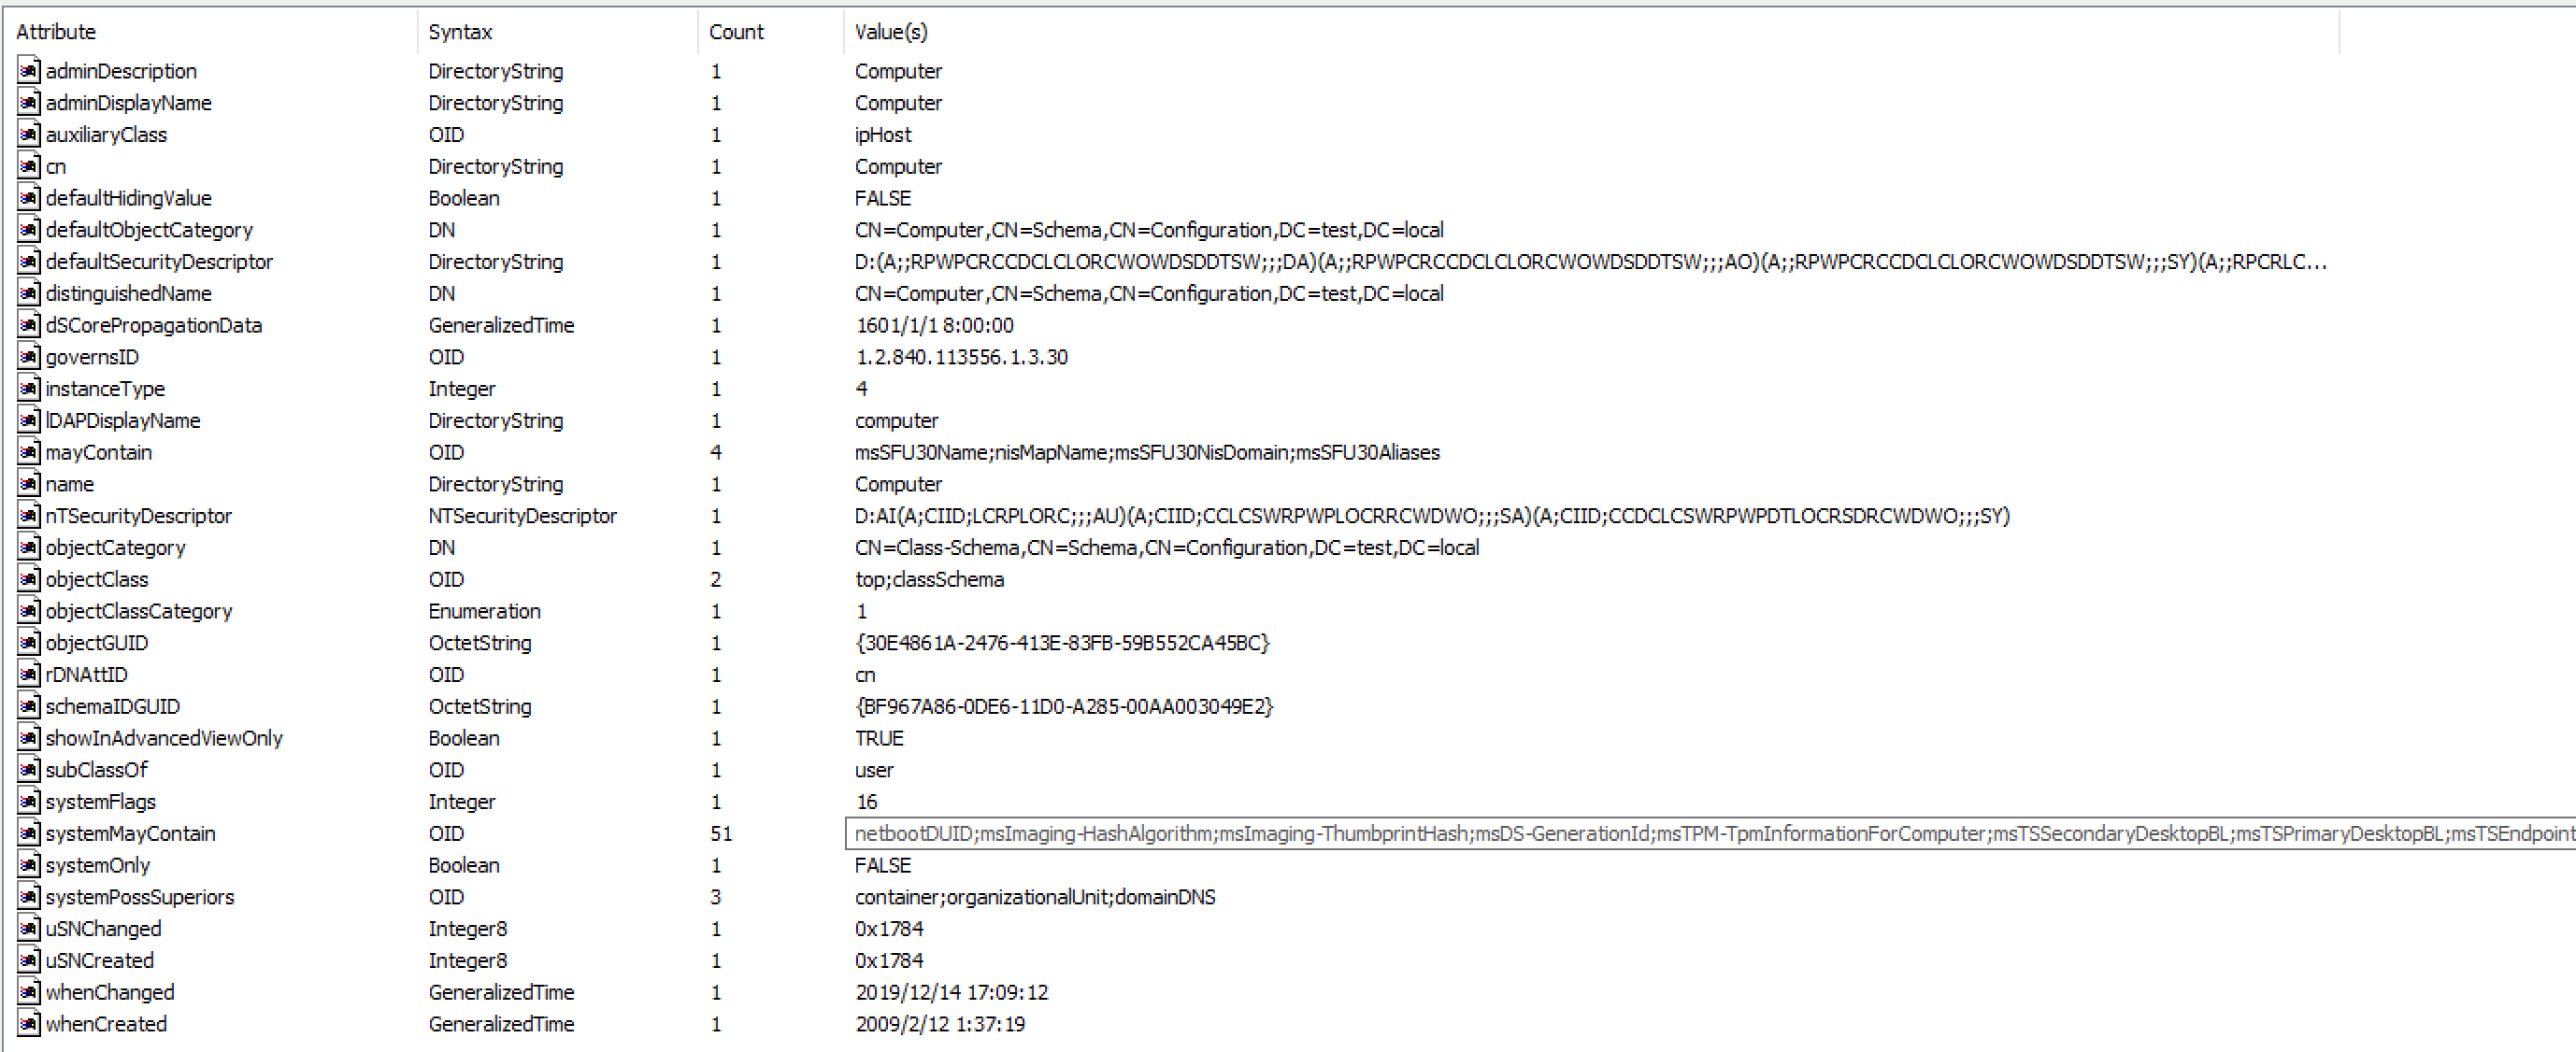 Attribute Syntax Count Value(s)
adminDescription DirectoryString 1 Computer
adminDisplayName DirectoryString 1 Computer
auxiliaryClass OID 1 ipHost
cn DirectoryString 1 Computer
defaultHidingValue Boolean 1 FALSE
defaultObjectCategory DN 1 CN=Computer,CN=Schema,CN=Configuration,DC=test,DC=local
defaultSecurityDescriptor DirectoryString 1 D:(A;;RPWPCRCCDCLCLORCWOWDSDDTSW;;;DA)(A;;RPWPCRCCDCLCLORCWOWDSDDTSW;;;AO)(A;;RPWPCRCCDCLCLORCWOWDSDDTSW;;;SY)(A;;RPCRLC...
distinguishedName DN 1 CN=Computer,CN=Schema,CN=Configuration,DC=test,DC=local
dSCorePropagationData GeneralizedTime 1 1601/1/1 8:00:00
governsID OID 1 1.2.840.113556.1.3.30
instanceType Integer 1 4
lDAPDisplayName DirectoryString 1 computer
mayContain OID 4 msSFU30Name;nisMapName;msSFU30NisDomain;msSFU30Aliases
name DirectoryString 1 Computer
nTSecurityDescriptor NTSecurityDescriptor 1 D:AI(A;CIID;LCRPLORC;;;AU)(A;CIID;CCLCSWRPWPLOCRRCWDWO;;;SA)(A;CIID;CCDCLCSWRPWPDTLOCRSDRCWDWO;;;SY)
objectCategory DN 1 CN=Class-Schema,CN=Schema,CN=Configuration,DC=test,DC=local
objectClass OID 2 top;classSchema
objectClassCategory Enumeration 1 1
objectGUID OctetString 1 {30E4861A-2476-413E-83FB-59B552CA45BC}
rDNAttID OID 1 cn
schemaIDGUID OctetString 1 {BF967A86-0DE6-11D0-A285-00AA003049E2}
showInAdvancedViewOnly Boolean 1 TRUE
subClassOf OID 1 user
systemFlags Integer 1 16
systemMayContain OID 51 netbootDUID;msImaging-HashAlgorithm;msImaging-ThumbprintHash;msDS-GenerationId;msTPM-TpmInformationForComputer;msTSSecondaryDesktopBL;msTSPrimaryDesktopBL;msTSEndpoint
systemOnly Boolean 1 FALSE
systemPossSuperiors OID 3 container;organizationalUnit;domainDNS
uSNChanged Integer8 1 0x1784
uSNCreated Integer8 1 0x1784
whenChanged GeneralizedTime 1 2019/12/14 17:09:12
whenCreated GeneralizedTime 1 2009/2/12 1:37:19